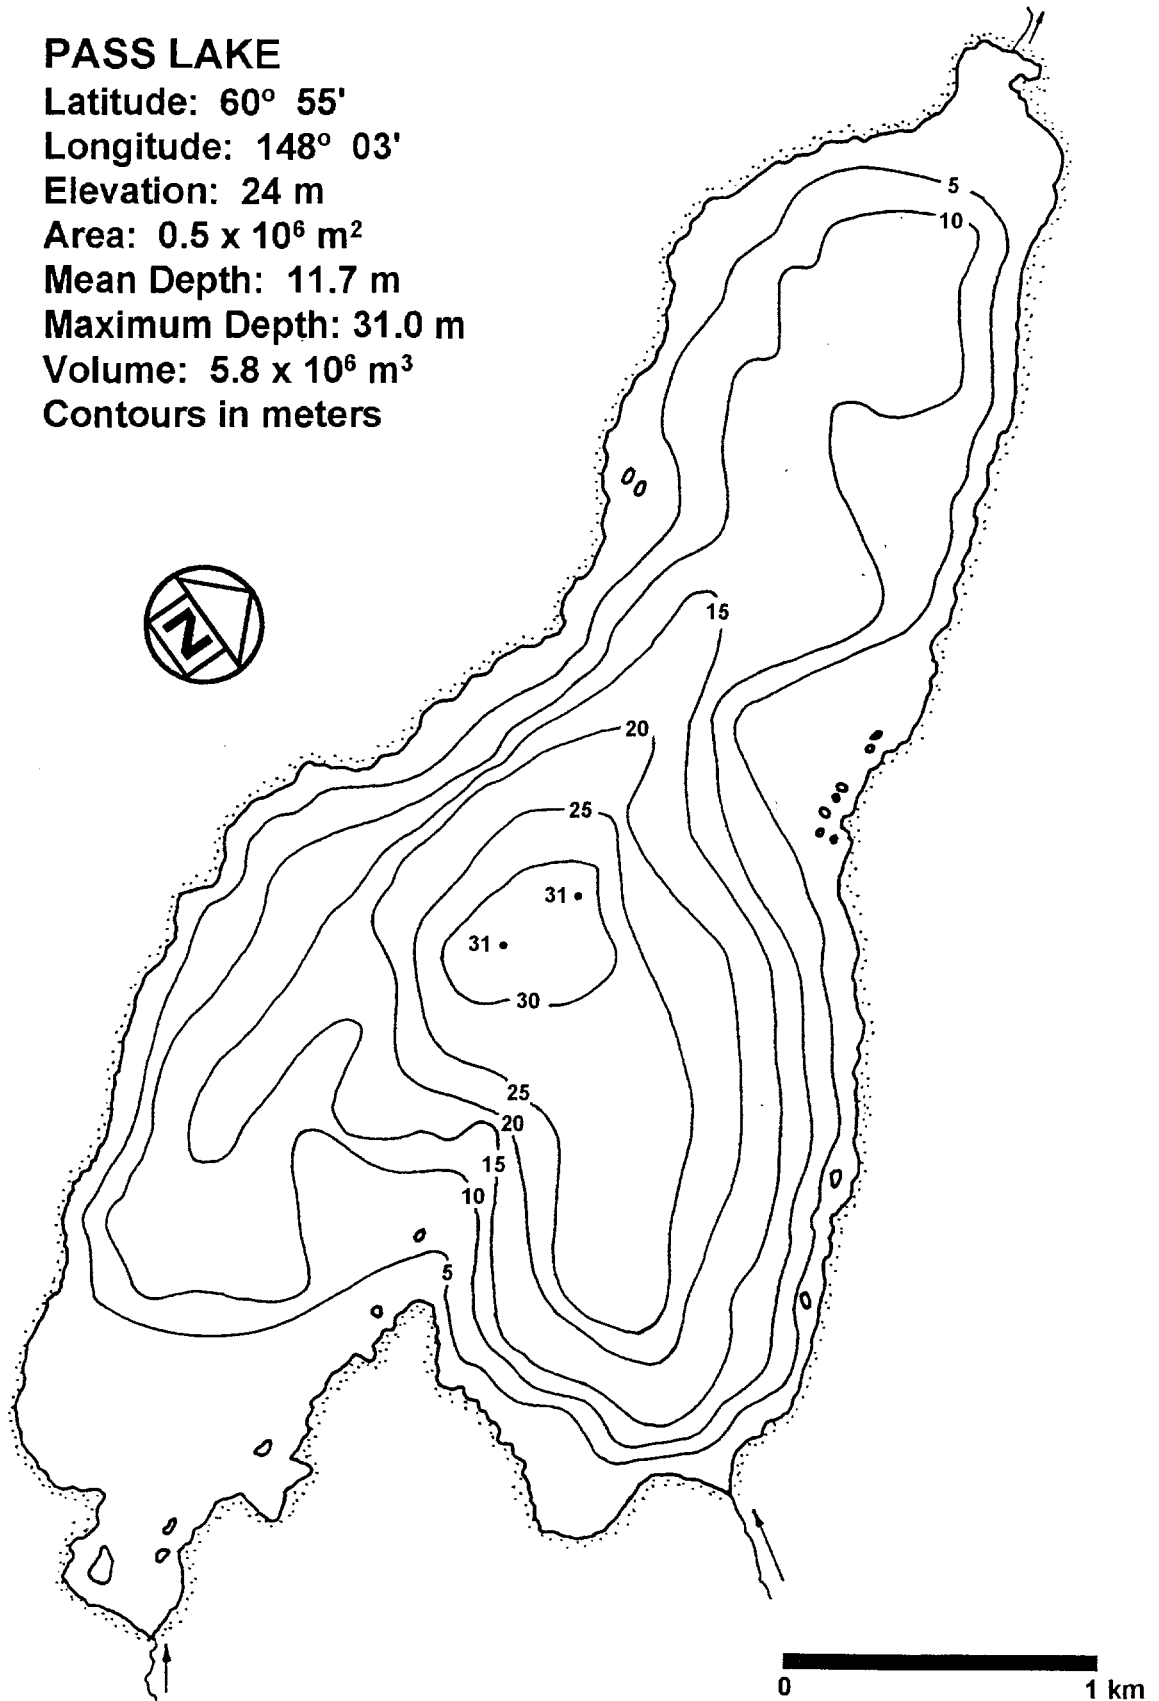 PASS LAKE
Latitude: 60º 55'
Longitude: 148º 03'
Elevation: 24 m
Area: 0.5 x 10⁶ m²
Mean Depth: 11.7 m
Maximum Depth: 31.0 m
Volume: 5.8 x 10⁶ m³
Contours in meters
5
10
N
15
20
25
31
31
30
25
20
15
10
5
0 1 km